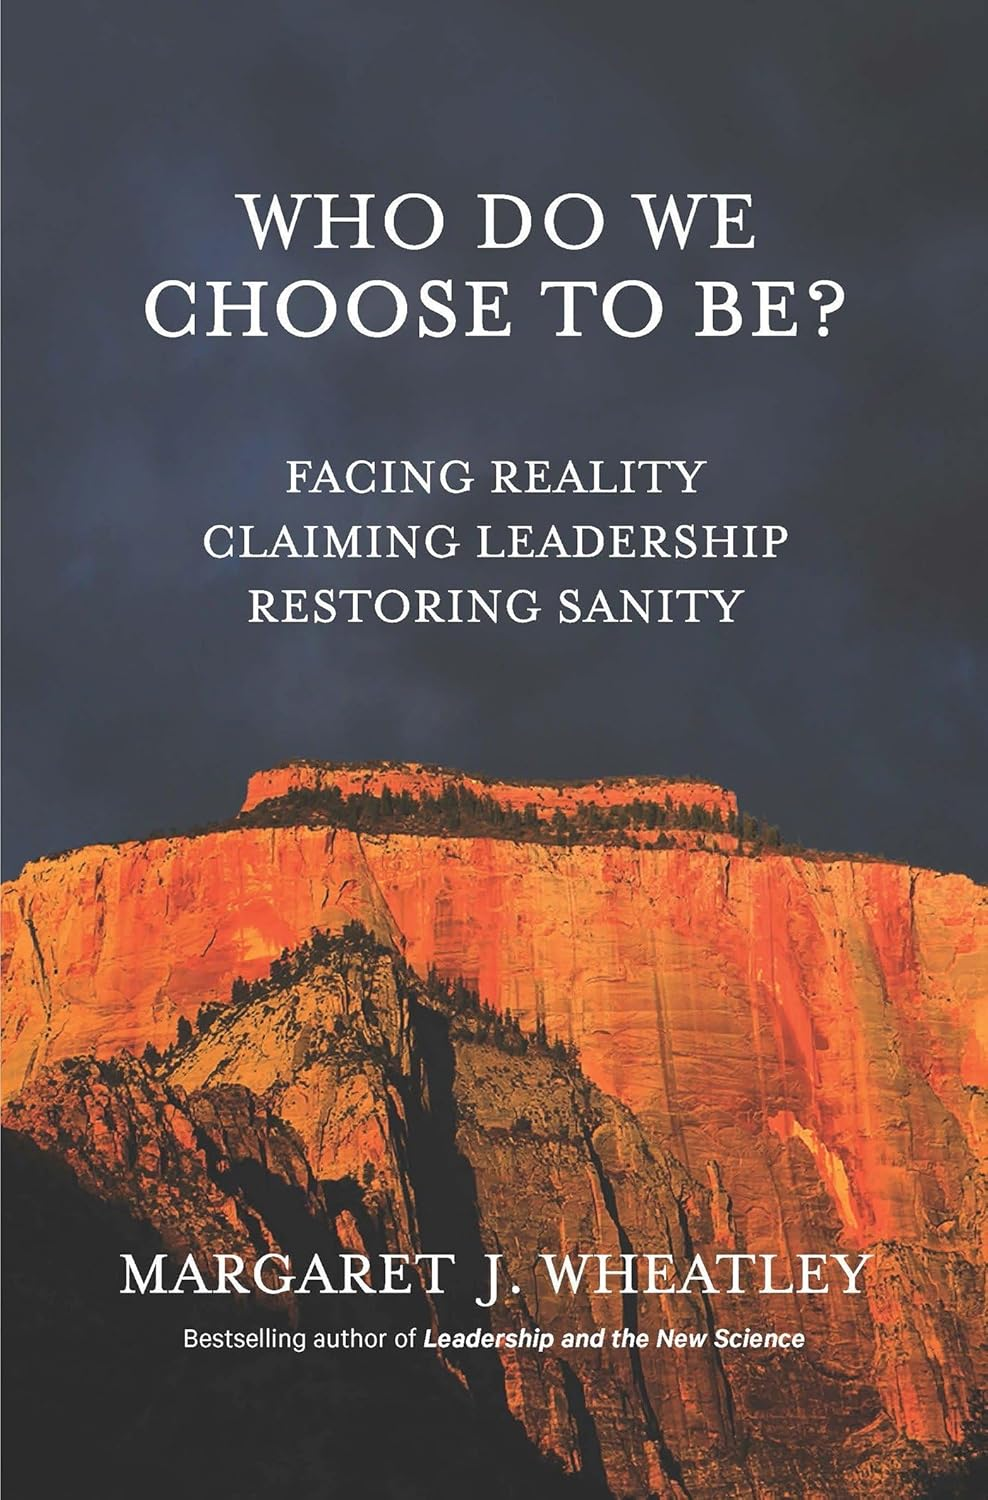 WHO DO WE
CHOOSE TO BE?
FACING REALITY
CLAIMING LEADERSHIP
RESTORING SANITY
MARGARET J. WHEATLEY
Bestselling author of Leadership and the New Science